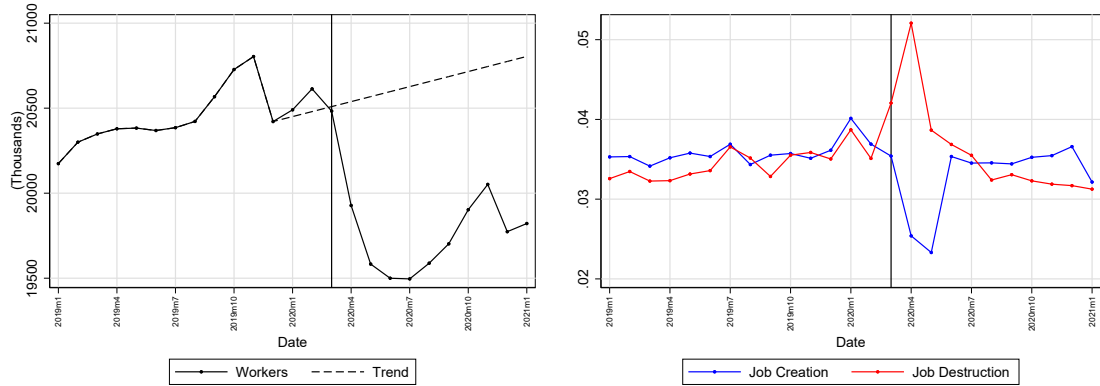 21000
20500
20000
19500
(Thousands)
2019m1
2019m4
2019m7
2019m10
2020m1
2020m4
2020m7
2020m10
2021m1
Date
Workers
Trend
.05
.04
.03
.02
2019m1
2019m4
2019m7
2019m10
2020m1
2020m4
2020m7
2020m10
2021m1
Date
Job Creation
Job Destruction